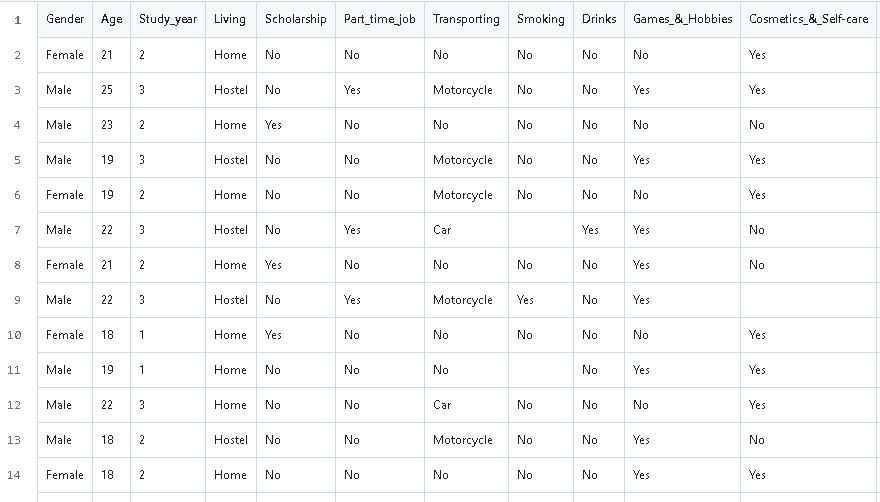 1 Gender Age Study_year Living Scholarship Part_time_job Transporting Smoking Drinks Games_&_Hobbies Cosmetics_&_Self-care
2 Female 21 2 Home No No No No No No Yes
3 Male 25 3 Hostel No Yes Motorcycle No No Yes Yes
4 Male 23 2 Home Yes No No No No No No
5 Male 19 3 Hostel No No Motorcycle No No Yes Yes
6 Female 19 2 Home No No Motorcycle No No No Yes
7 Male 22 3 Hostel No Yes Car Yes Yes No
8 Female 21 2 Home Yes No No No No Yes No
9 Male 22 3 Hostel No Yes Motorcycle Yes No Yes
10 Female 18 1 Home Yes No No No No No Yes
11 Male 19 1 Home No No No No Yes Yes
12 Male 22 3 Home No No Car No No No Yes
13 Male 18 2 Hostel No No Motorcycle No No Yes No
14 Female 18 2 Home No No No No No Yes Yes